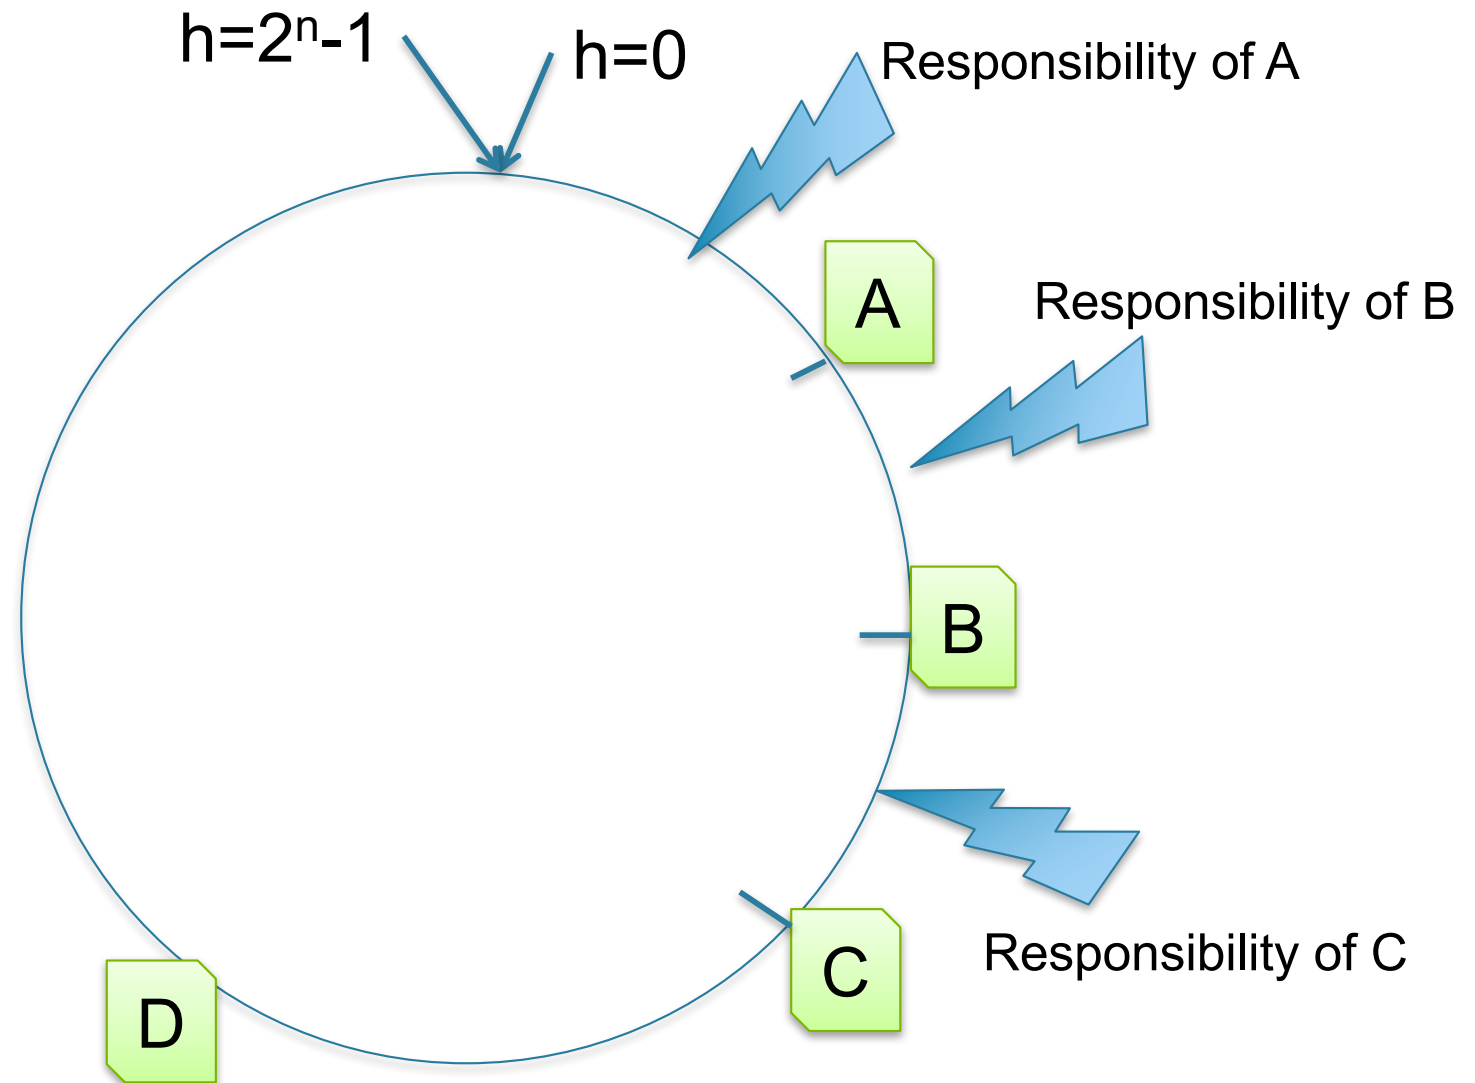 h=2ⁿ-1
h=0
Responsibility of A
A
Responsibility of B
B
C
Responsibility of C
D